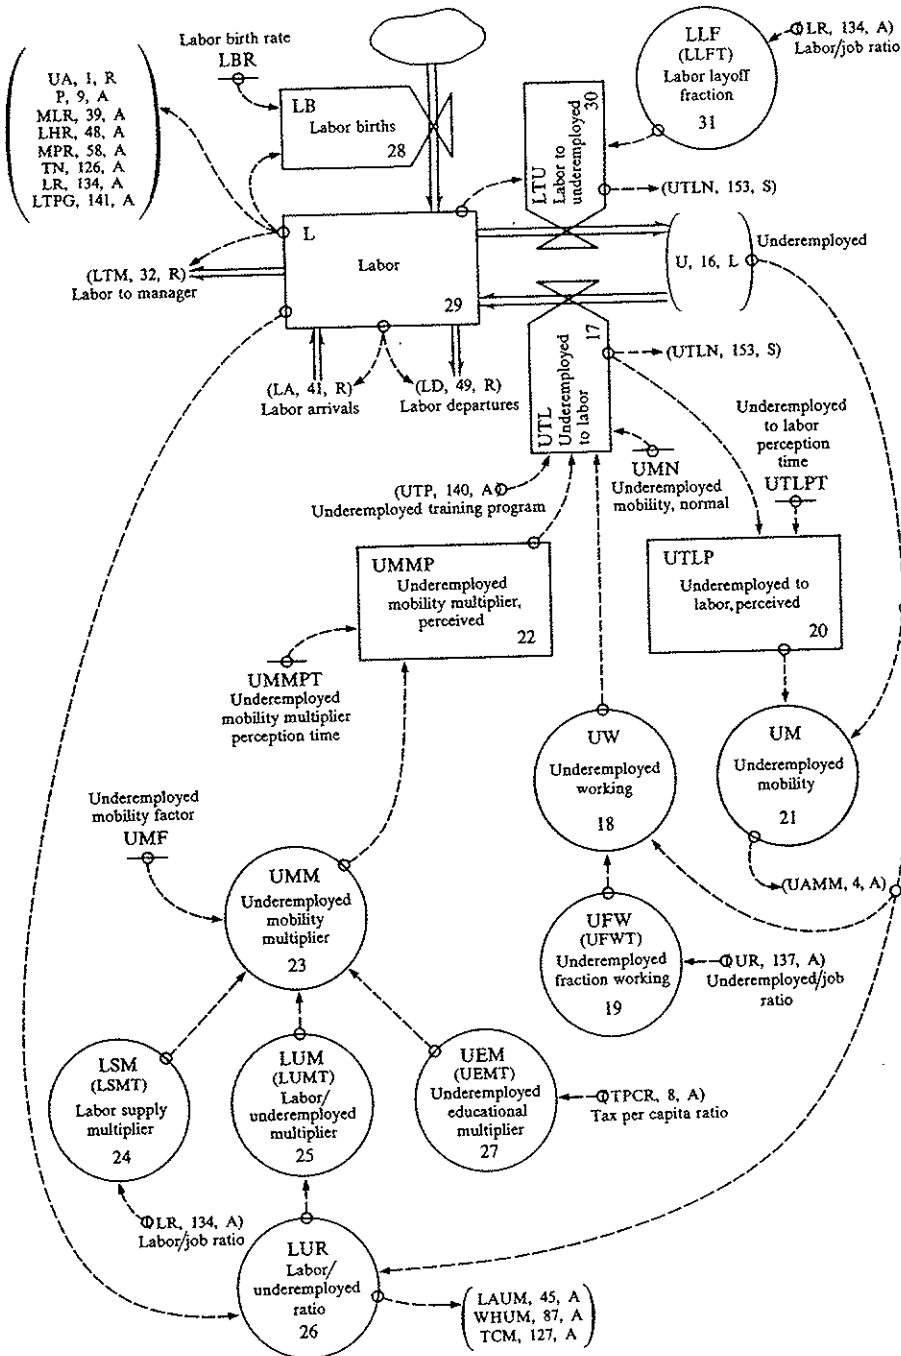 Labor birth rate
LBR
UA, 1, R
P, 9, A
MLR, 39, A
LHR, 48, A
MPR, 58, A
TN, 126, A
LR, 134, A
LTPG, 141, A
LB
Labor births
28
LTU
Labor to
underemployed
30
LLF
(LLFT)
Labor layoff
fraction
31
LR, 134, A)
Labor/job ratio
(UTLN, 153, S)
L
Labor
29
(LTM, 32, R)
Labor to manager
Underemployed
U, 16, L
(LA, 41, R)
Labor arrivals
(LD, 49, R)
Labor departures
UTL
Underemployed
to labor
17
(UTLN, 153, S)
Underemployed
to labor
perception
time
UTLPT
UMN
Underemployed
mobility, normal
(UTP, 140, A)
Underemployed training program
UMMP
Underemployed
mobility multiplier,
perceived
22
UTLP
Underemployed to
labor, perceived
20
UMMPT
Underemployed
mobility multiplier
perception time
UW
Underemployed
working
18
UM
Underemployed
mobility
21
Underemployed
mobility factor
UMF
UMM
Underemployed
mobility
multiplier
23
(UAMM, 4, A)
UFW
(UFWT)
Underemployed
fraction working
19
UR, 137, A)
Underemployed/job
ratio
LSM
(LSMT)
Labor supply
multiplier
24
LUM
(LUMT)
Labor/
underemployed
multiplier
25
UEM
(UEMT)
Underemployed
educational
multiplier
27
TPCR, 8, A)
Tax per capita ratio
LR, 134, A)
Labor/job ratio
LUR
Labor/
underemployed
ratio
26
LAUM, 45, A
WHUM, 87, A
TCM, 127, A